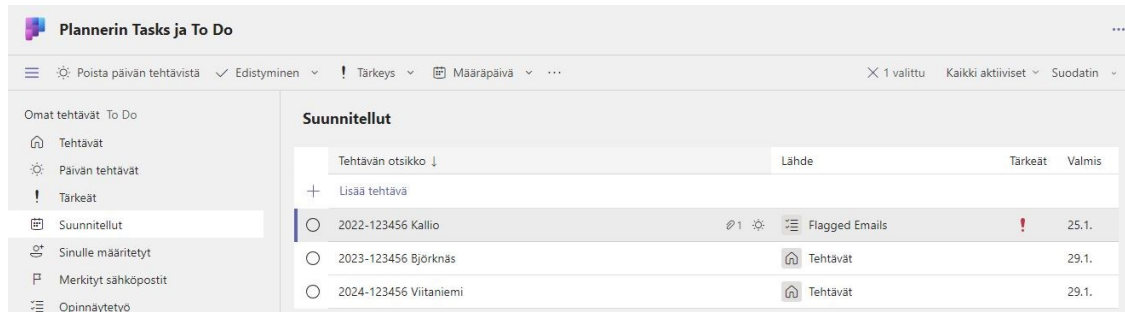 Plannerin Tasks ja To Do
Poista päivän tehtävistä Edistyminen Tärkeys Määräpäivä ... 1 valittu Kaikki aktiiviset Suodatin
Omat tehtävät To Do
Tehtävät
Päivän tehtävät
Tärkeät
Suunnitellut
Sinulle määritetyt
Merkityt sähköpostit
Opinnäytetyö
Suunnitellut
Tehtävän otsikko ↓ Lähde Tärkeät Valmis
+ Lisää tehtävä
2022-123456 Kallio 1 Flagged Emails 25.1.
2023-123456 Björknäs Tehtävät 29.1.
2024-123456 Viitaniemi Tehtävät 29.1.